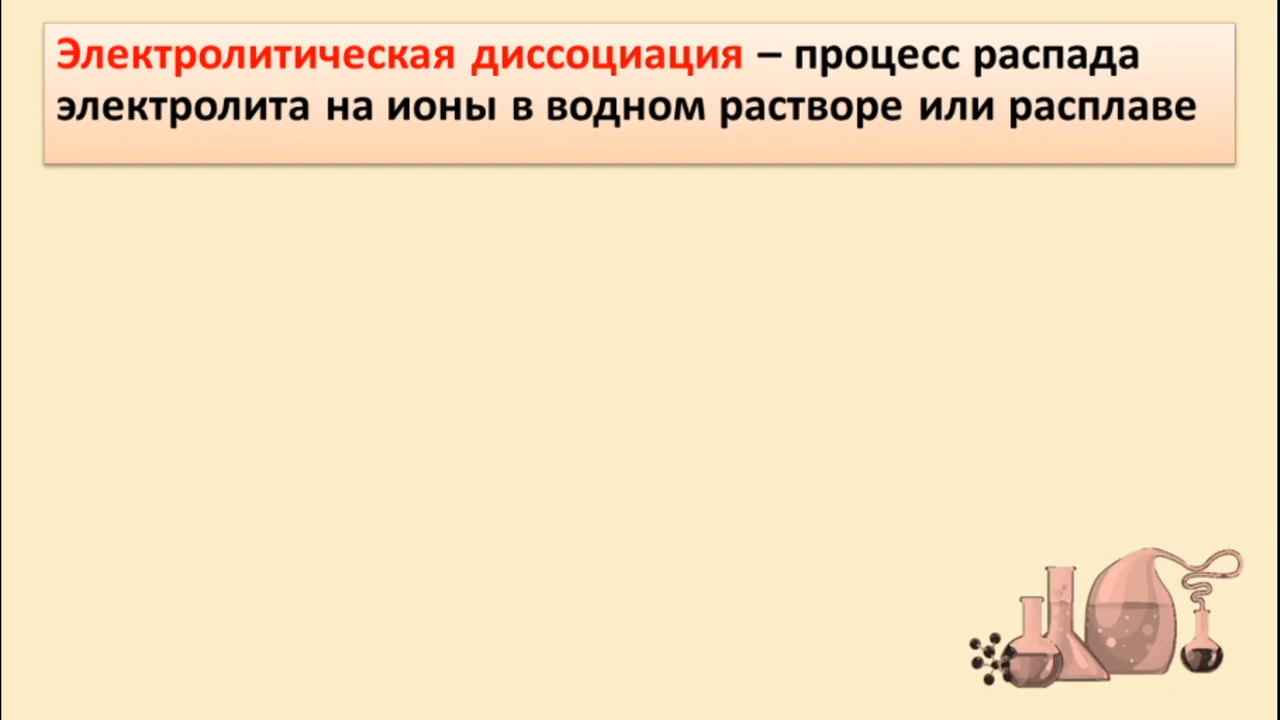 Электролитическая диссоциация – процесс распада
электролита на ионы в водном растворе или расплаве